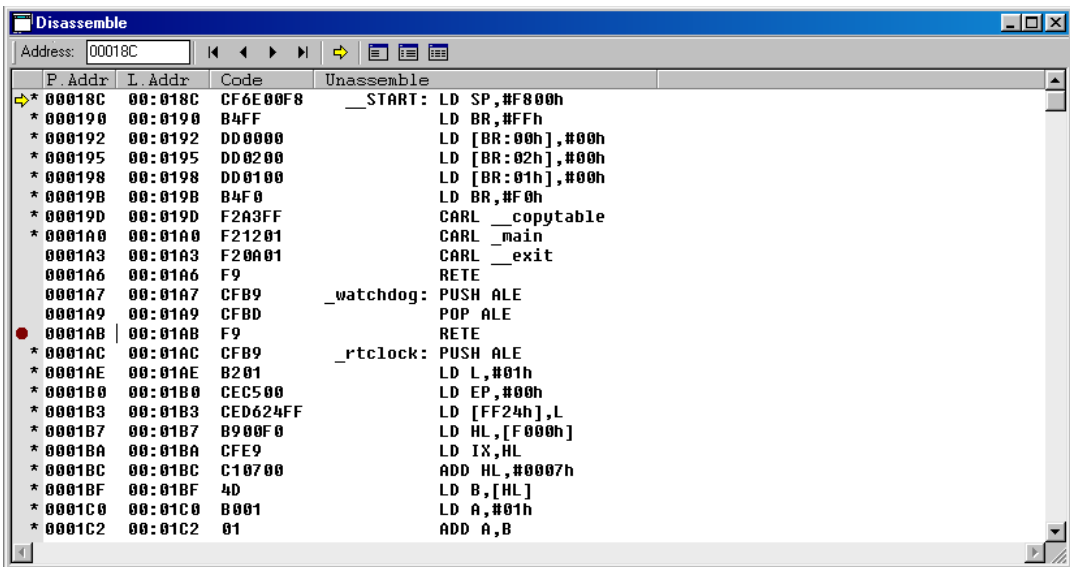 Disassemble
Address: 00018C
P.Addr L.Addr Code Unassemble
* 00018C 00:018C CF6E00F8 __START: LD SP,#F800h
* 000190 00:0190 B4FF LD BR,#FFh
* 000192 00:0192 DD0000 LD [BR:00h],#00h
* 000195 00:0195 DD0200 LD [BR:02h],#00h
* 000198 00:0198 DD0100 LD [BR:01h],#00h
* 00019B 00:019B B4F0 LD BR,#F0h
* 00019D 00:019D F2A3FF CARL __copytable
* 0001A0 00:01A0 F21201 CARL _main
0001A3 00:01A3 F20A01 CARL __exit
0001A6 00:01A6 F9 RETE
0001A7 00:01A7 CFB9 _watchdog: PUSH ALE
0001A9 00:01A9 CFBD POP ALE
0001AB 00:01AB F9 RETE
* 0001AC 00:01AC CFB9 _rtclock: PUSH ALE
* 0001AE 00:01AE B201 LD L,#01h
* 0001B0 00:01B0 CEC500 LD EP,#00h
* 0001B3 00:01B3 CED624FF LD [FF24h],L
* 0001B7 00:01B7 B900F0 LD HL,[F000h]
* 0001BA 00:01BA CFE9 LD IX,HL
* 0001BC 00:01BC C10700 ADD HL,#0007h
* 0001BF 00:01BF 4D LD B,[HL]
* 0001C0 00:01C0 B001 LD A,#01h
* 0001C2 00:01C2 01 ADD A,B